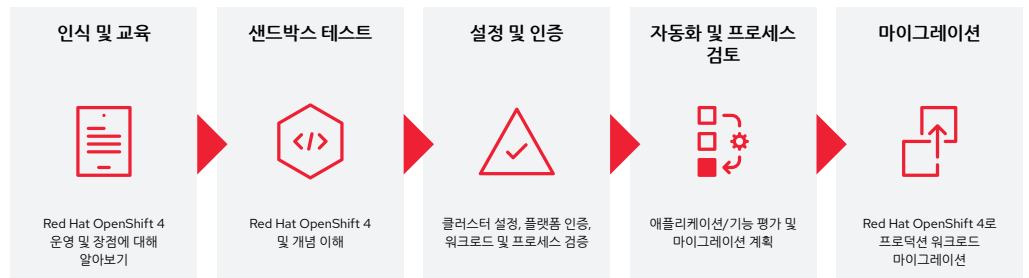 인식 및 교육
Red Hat OpenShift 4
운영 및 장점에 대해
알아보기
샌드박스 테스트
</>
Red Hat OpenShift 4
및 개념 이해
설정 및 인증
클러스터 설정, 플랫폼 인증,
워크로드 및 프로세스 검증
자동화 및 프로세스
검토
애플리케이션/기능 평가 및
마이그레이션 계획
마이그레이션
Red Hat OpenShift 4로
프로덕션 워크로드
마이그레이션